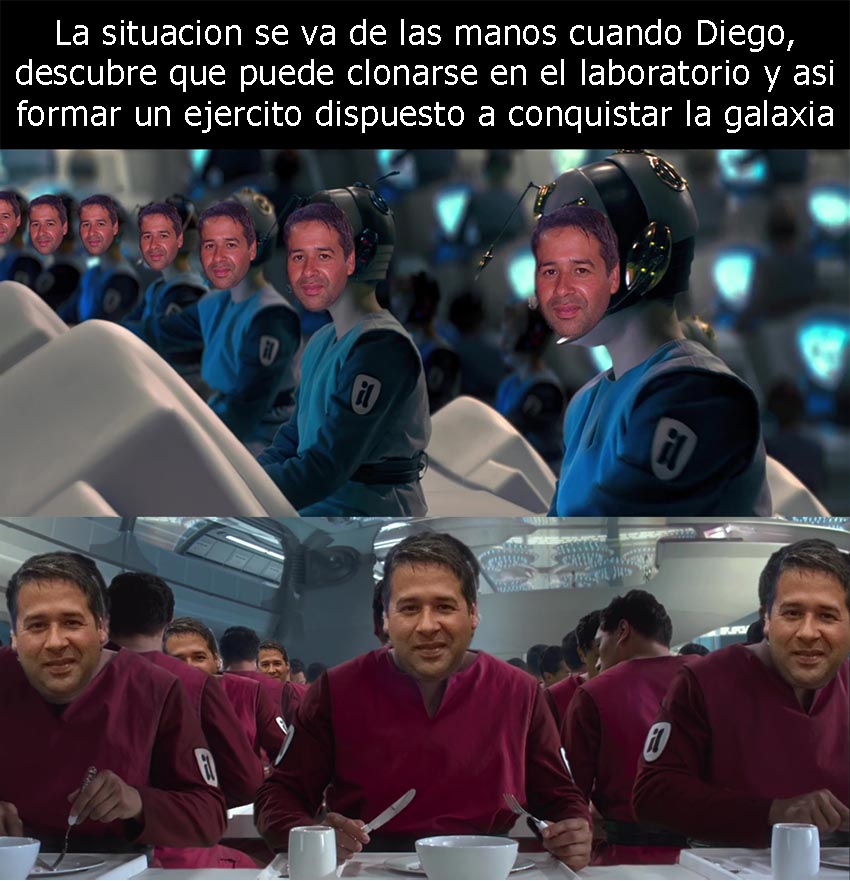 La situacion se va de las manos cuando Diego,
descubre que puede clonarse en el laboratorio y asi
formar un ejercito dispuesto a conquistar la galaxia